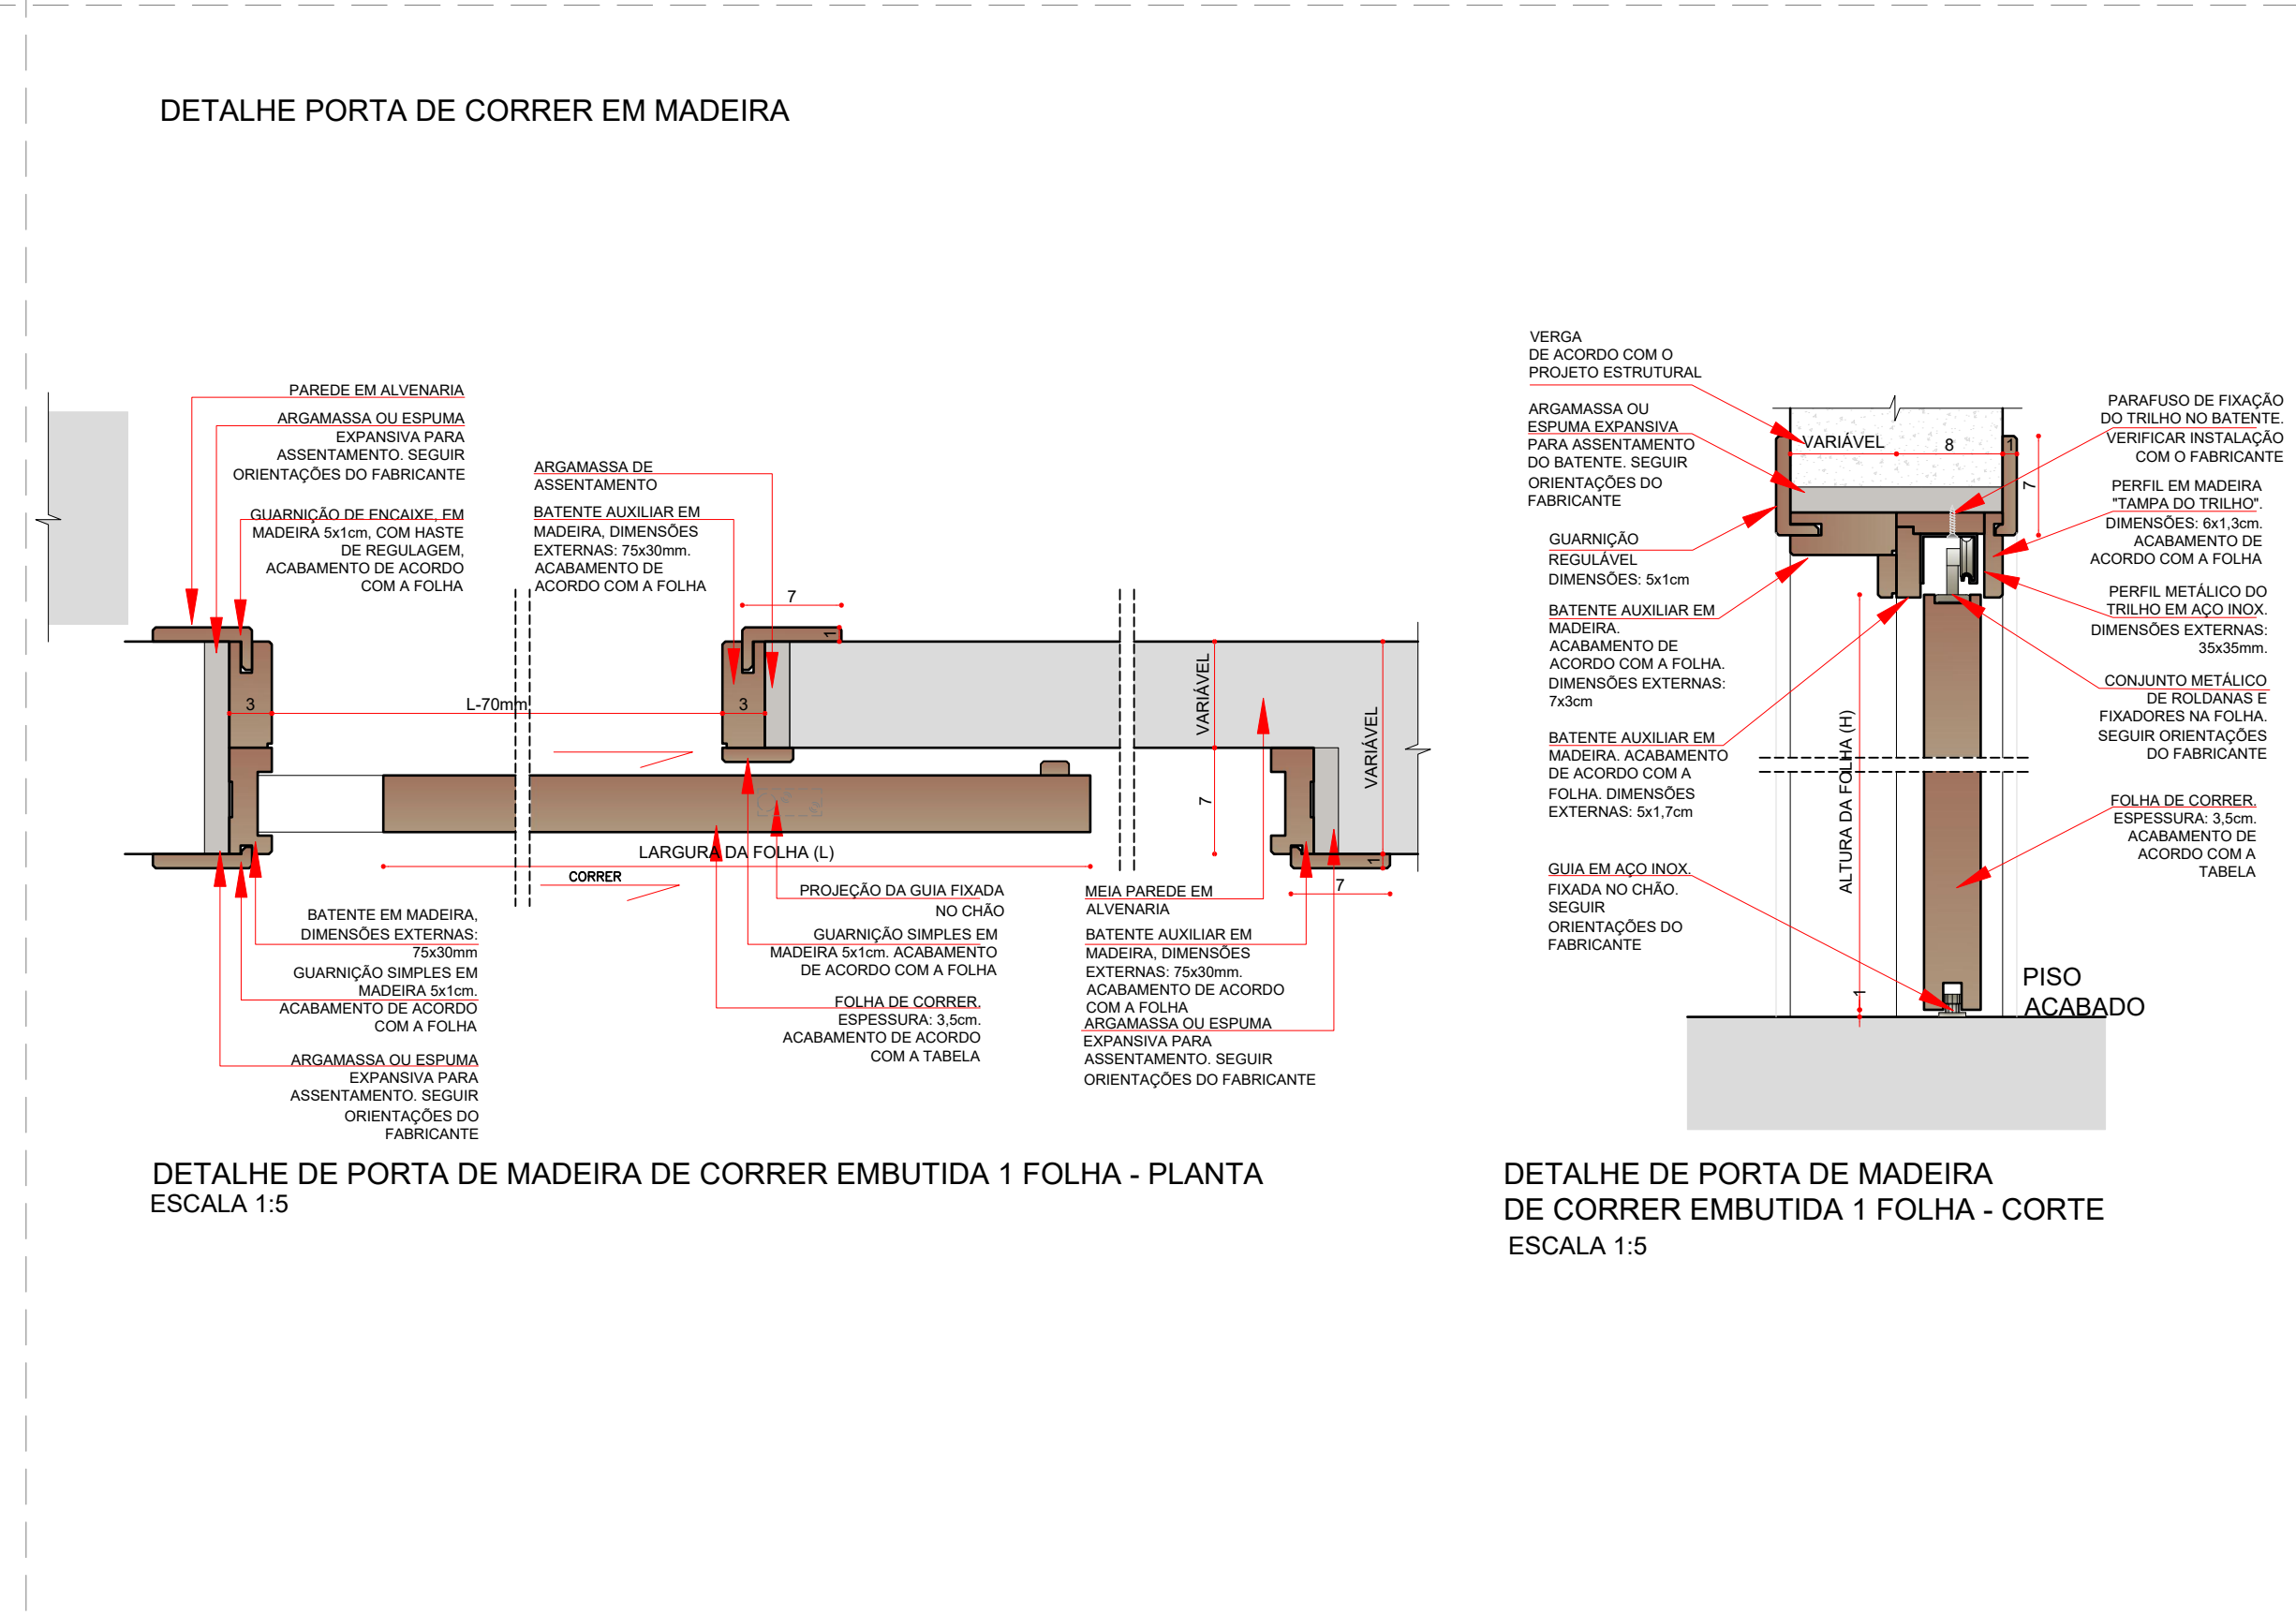 DETALHE PORTA DE CORRER EM MADEIRA
PAREDE EM ALVENARIA
ARGAMASSA OU ESPUMA
EXPANSIVA PARA
ASSENTAMENTO. SEGUIR
ORIENTAÇÕES DO FABRICANTE
GUARNIÇÃO DE ENCAIXE, EM
MADEIRA 5x1cm, COM HASTE
DE REGULAGEM,
ACABAMENTO DE ACORDO
COM A FOLHA
ARGAMASSA DE
ASSENTAMENTO
BATENTE AUXILIAR EM
MADEIRA, DIMENSÕES
EXTERNAS: 75x30mm.
ACABAMENTO DE
ACORDO COM A FOLHA
7
1
3
L-70mm
3
VARIÁVEL
VARIÁVEL
7
LARGURA DA FOLHA (L)
CORRER
1
7
BATENTE EM MADEIRA,
DIMENSÕES EXTERNAS:
75x30mm
GUARNIÇÃO SIMPLES EM
MADEIRA 5x1cm.
ACABAMENTO DE ACORDO
COM A FOLHA
ARGAMASSA OU ESPUMA
EXPANSIVA PARA
ASSENTAMENTO. SEGUIR
ORIENTAÇÕES DO
FABRICANTE
PROJEÇÃO DA GUIA FIXADA
NO CHÃO
GUARNIÇÃO SIMPLES EM
MADEIRA 5x1cm. ACABAMENTO
DE ACORDO COM A FOLHA
FOLHA DE CORRER.
ESPESSURA: 3,5cm.
ACABAMENTO DE ACORDO
COM A TABELA
MEIA PAREDE EM
ALVENARIA
BATENTE AUXILIAR EM
MADEIRA, DIMENSÕES
EXTERNAS: 75x30mm.
ACABAMENTO DE ACORDO
COM A FOLHA
ARGAMASSA OU ESPUMA
EXPANSIVA PARA
ASSENTAMENTO. SEGUIR
ORIENTAÇÕES DO FABRICANTE
DETALHE DE PORTA DE MADEIRA DE CORRER EMBUTIDA 1 FOLHA - PLANTA
ESCALA 1:5
VERGA
DE ACORDO COM O
PROJETO ESTRUTURAL
ARGAMASSA OU
ESPUMA EXPANSIVA
PARA ASSENTAMENTO
DO BATENTE. SEGUIR
ORIENTAÇÕES DO
FABRICANTE
GUARNIÇÃO
REGULÁVEL
DIMENSÕES: 5x1cm
BATENTE AUXILIAR EM
MADEIRA.
ACABAMENTO DE
ACORDO COM A FOLHA.
DIMENSÕES EXTERNAS:
7x3cm
BATENTE AUXILIAR EM
MADEIRA. ACABAMENTO
DE ACORDO COM A
FOLHA. DIMENSÕES
EXTERNAS: 5x1,7cm
GUIA EM AÇO INOX.
FIXADA NO CHÃO.
SEGUIR
ORIENTAÇÕES DO
FABRICANTE
VARIÁVEL
8
1
7
ALTURA DA FOLHA (H)
1
PARAFUSO DE FIXAÇÃO
DO TRILHO NO BATENTE.
VERIFICAR INSTALAÇÃO
COM O FABRICANTE
PERFIL EM MADEIRA
"TAMPA DO TRILHO".
DIMENSÕES: 6x1,3cm.
ACABAMENTO DE
ACORDO COM A FOLHA
PERFIL METÁLICO DO
TRILHO EM AÇO INOX.
DIMENSÕES EXTERNAS:
35x35mm.
CONJUNTO METÁLICO
DE ROLDANAS E
FIXADORES NA FOLHA.
SEGUIR ORIENTAÇÕES
DO FABRICANTE
FOLHA DE CORRER.
ESPESSURA: 3,5cm.
ACABAMENTO DE
ACORDO COM A
TABELA
PISO
ACABADO
DETALHE DE PORTA DE MADEIRA
DE CORRER EMBUTIDA 1 FOLHA - CORTE
ESCALA 1:5